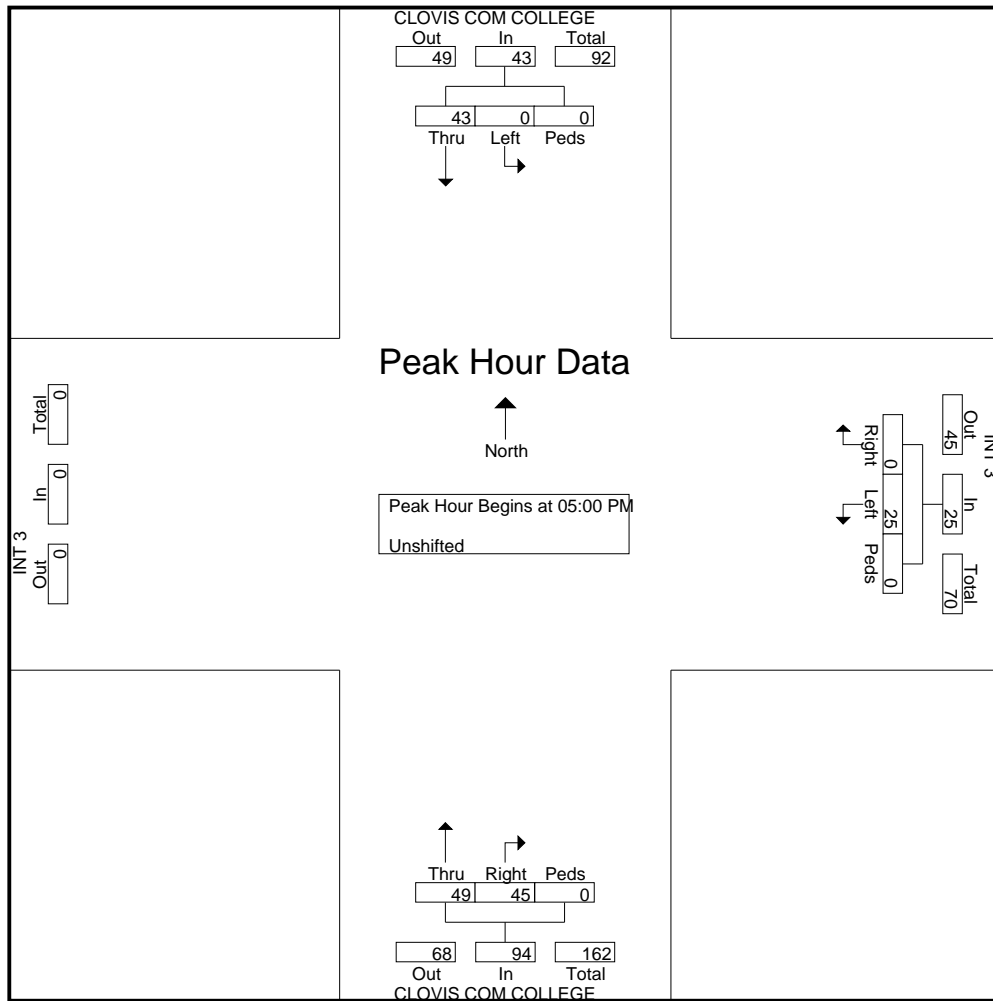 CLOVIS COM COLLEGE
Out In Total
49 43 92
43 0 0
Thru Left Peds
Peak Hour Data
North
Peak Hour Begins at 05:00 PM
Unshifted
Total In Out
0 0 0
INT 3
INT 3
Out In Total
45 25 70
Right Left Peds
0 25 0
Thru Right Peds
49 45 0
68 94 162
Out In Total
CLOVIS COM COLLEGE